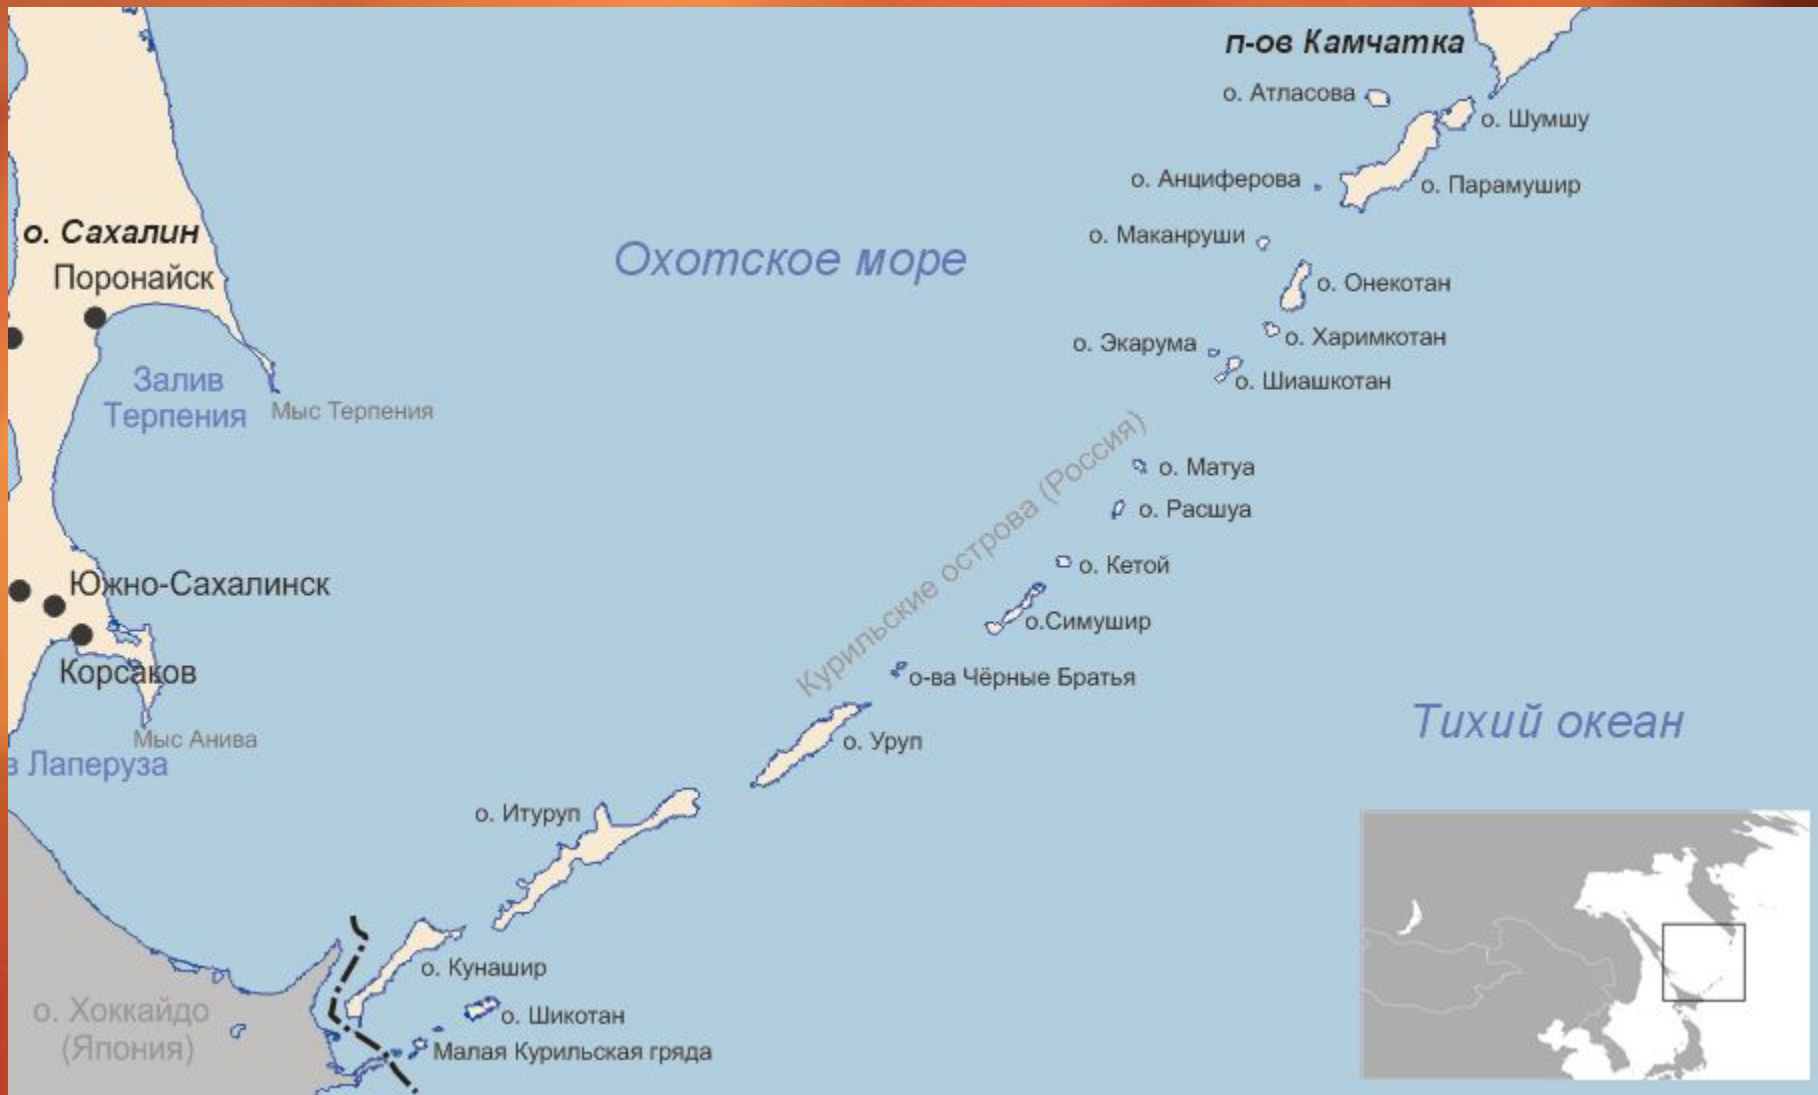 п-ов Камчатка
о. Атласова
о. Шумшу
о. Анциферова
о. Парамушир
о. Сахалин
о. Маканруши
Охотское море
Поронайск
о. Онекотан
о. Экарума
о. Харимкотан
Залив
Терпения
о. Шиашкотан
Мыс Терпения
Курильские острова (Россия)
о. Матуа
о. Расшуа
о. Кетой
Южно-Сахалинск
о.Симушир
Корсаков
о-ва Чёрные Братья
Тихий океан
Мыс Анива
о. Уруп
в Лаперуза
о. Итуруп
о. Кунашир
о. Хоккайдо
(Япония)
о. Шикотан
Малая Курильская гряда